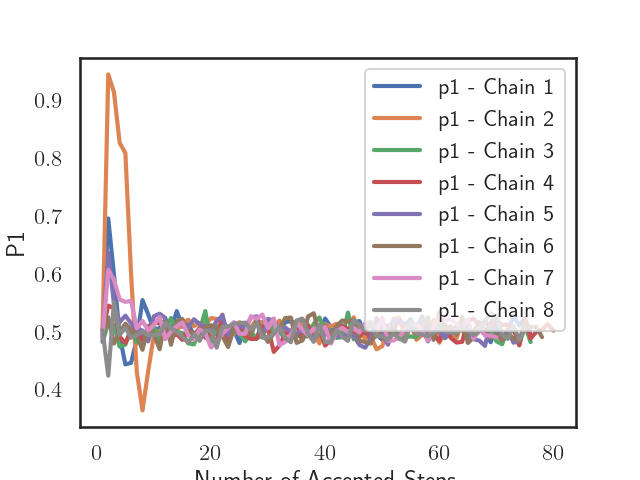 0.9
0.8
0.7
0.6
0.5
0.4
P1
0 20 40 60 80
Number of Accepted Steps
p1 - Chain 1
p1 - Chain 2
p1 - Chain 3
p1 - Chain 4
p1 - Chain 5
p1 - Chain 6
p1 - Chain 7
p1 - Chain 8